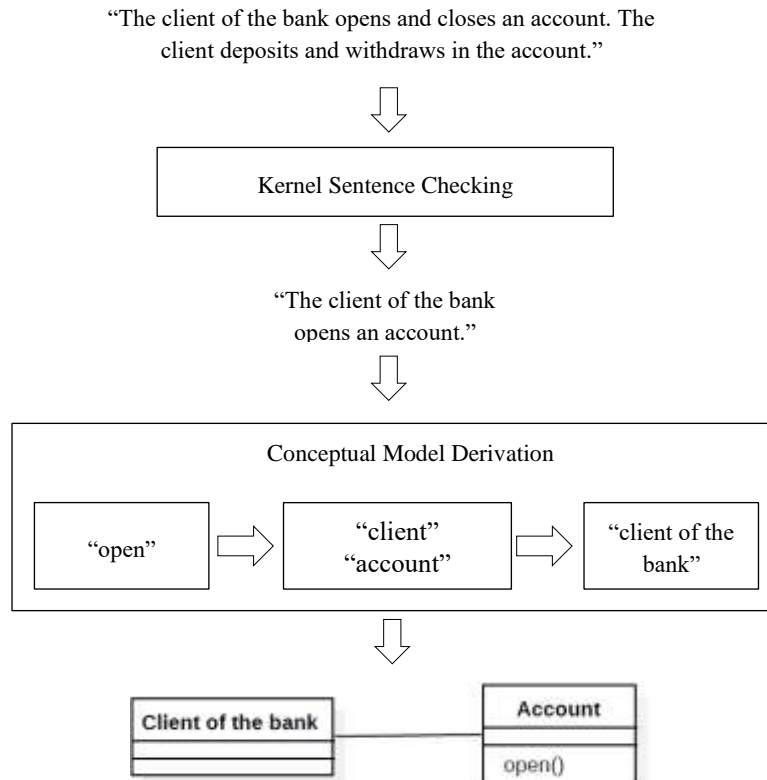 “The client of the bank opens and closes an account. The
client deposits and withdraws in the account.”
Kernel Sentence Checking
“The client of the bank
opens an account.”
Conceptual Model Derivation
“open”
“client”
“account”
“client of the
bank”
Client of the bank
Account
open()